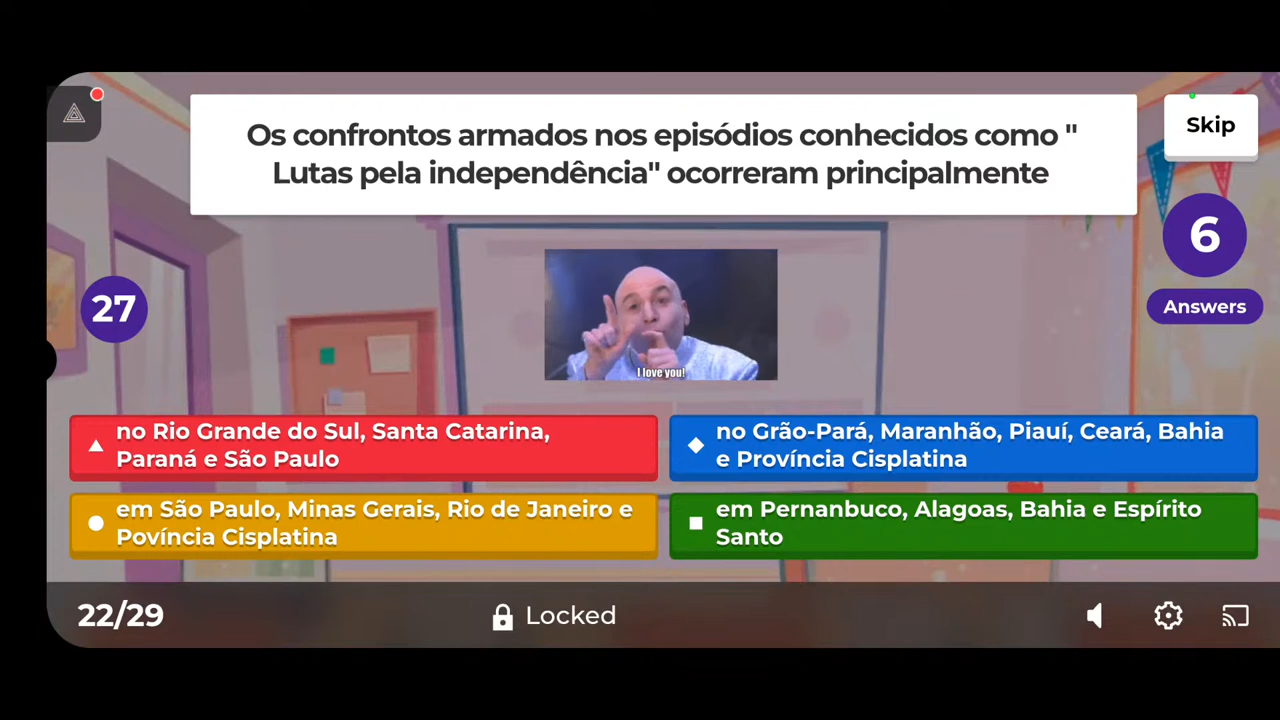 Os confrontos armados nos episódios conhecidos como "
Lutas pela independência" ocorreram principalmente
Skip
6
Answers
27
I love you!
no Rio Grande do Sul, Santa Catarina,
Paraná e São Paulo
no Grão-Pará, Maranhão, Piauí, Ceará, Bahia
e Província Cisplatina
em São Paulo, Minas Gerais, Rio de Janeiro e
Povíncia Cisplatina
em Pernanbuco, Alagoas, Bahia e Espírito
Santo
22/29
Locked